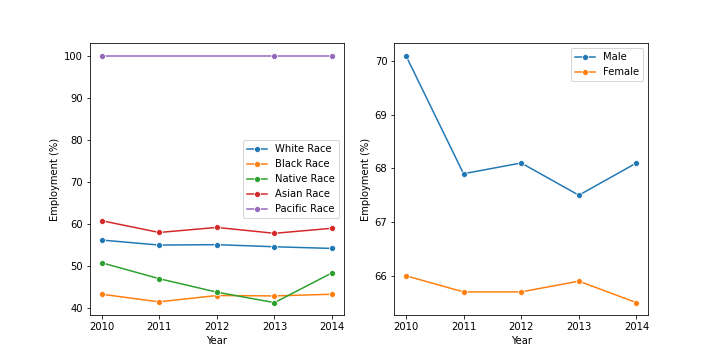 100
90
80
70
60
50
40
Employment (%)
White Race
Black Race
Native Race
Asian Race
Pacific Race
2010 2011 2012 2013 2014
Year
70
69
68
67
66
Employment (%)
Male
Female
2010 2011 2012 2013 2014
Year